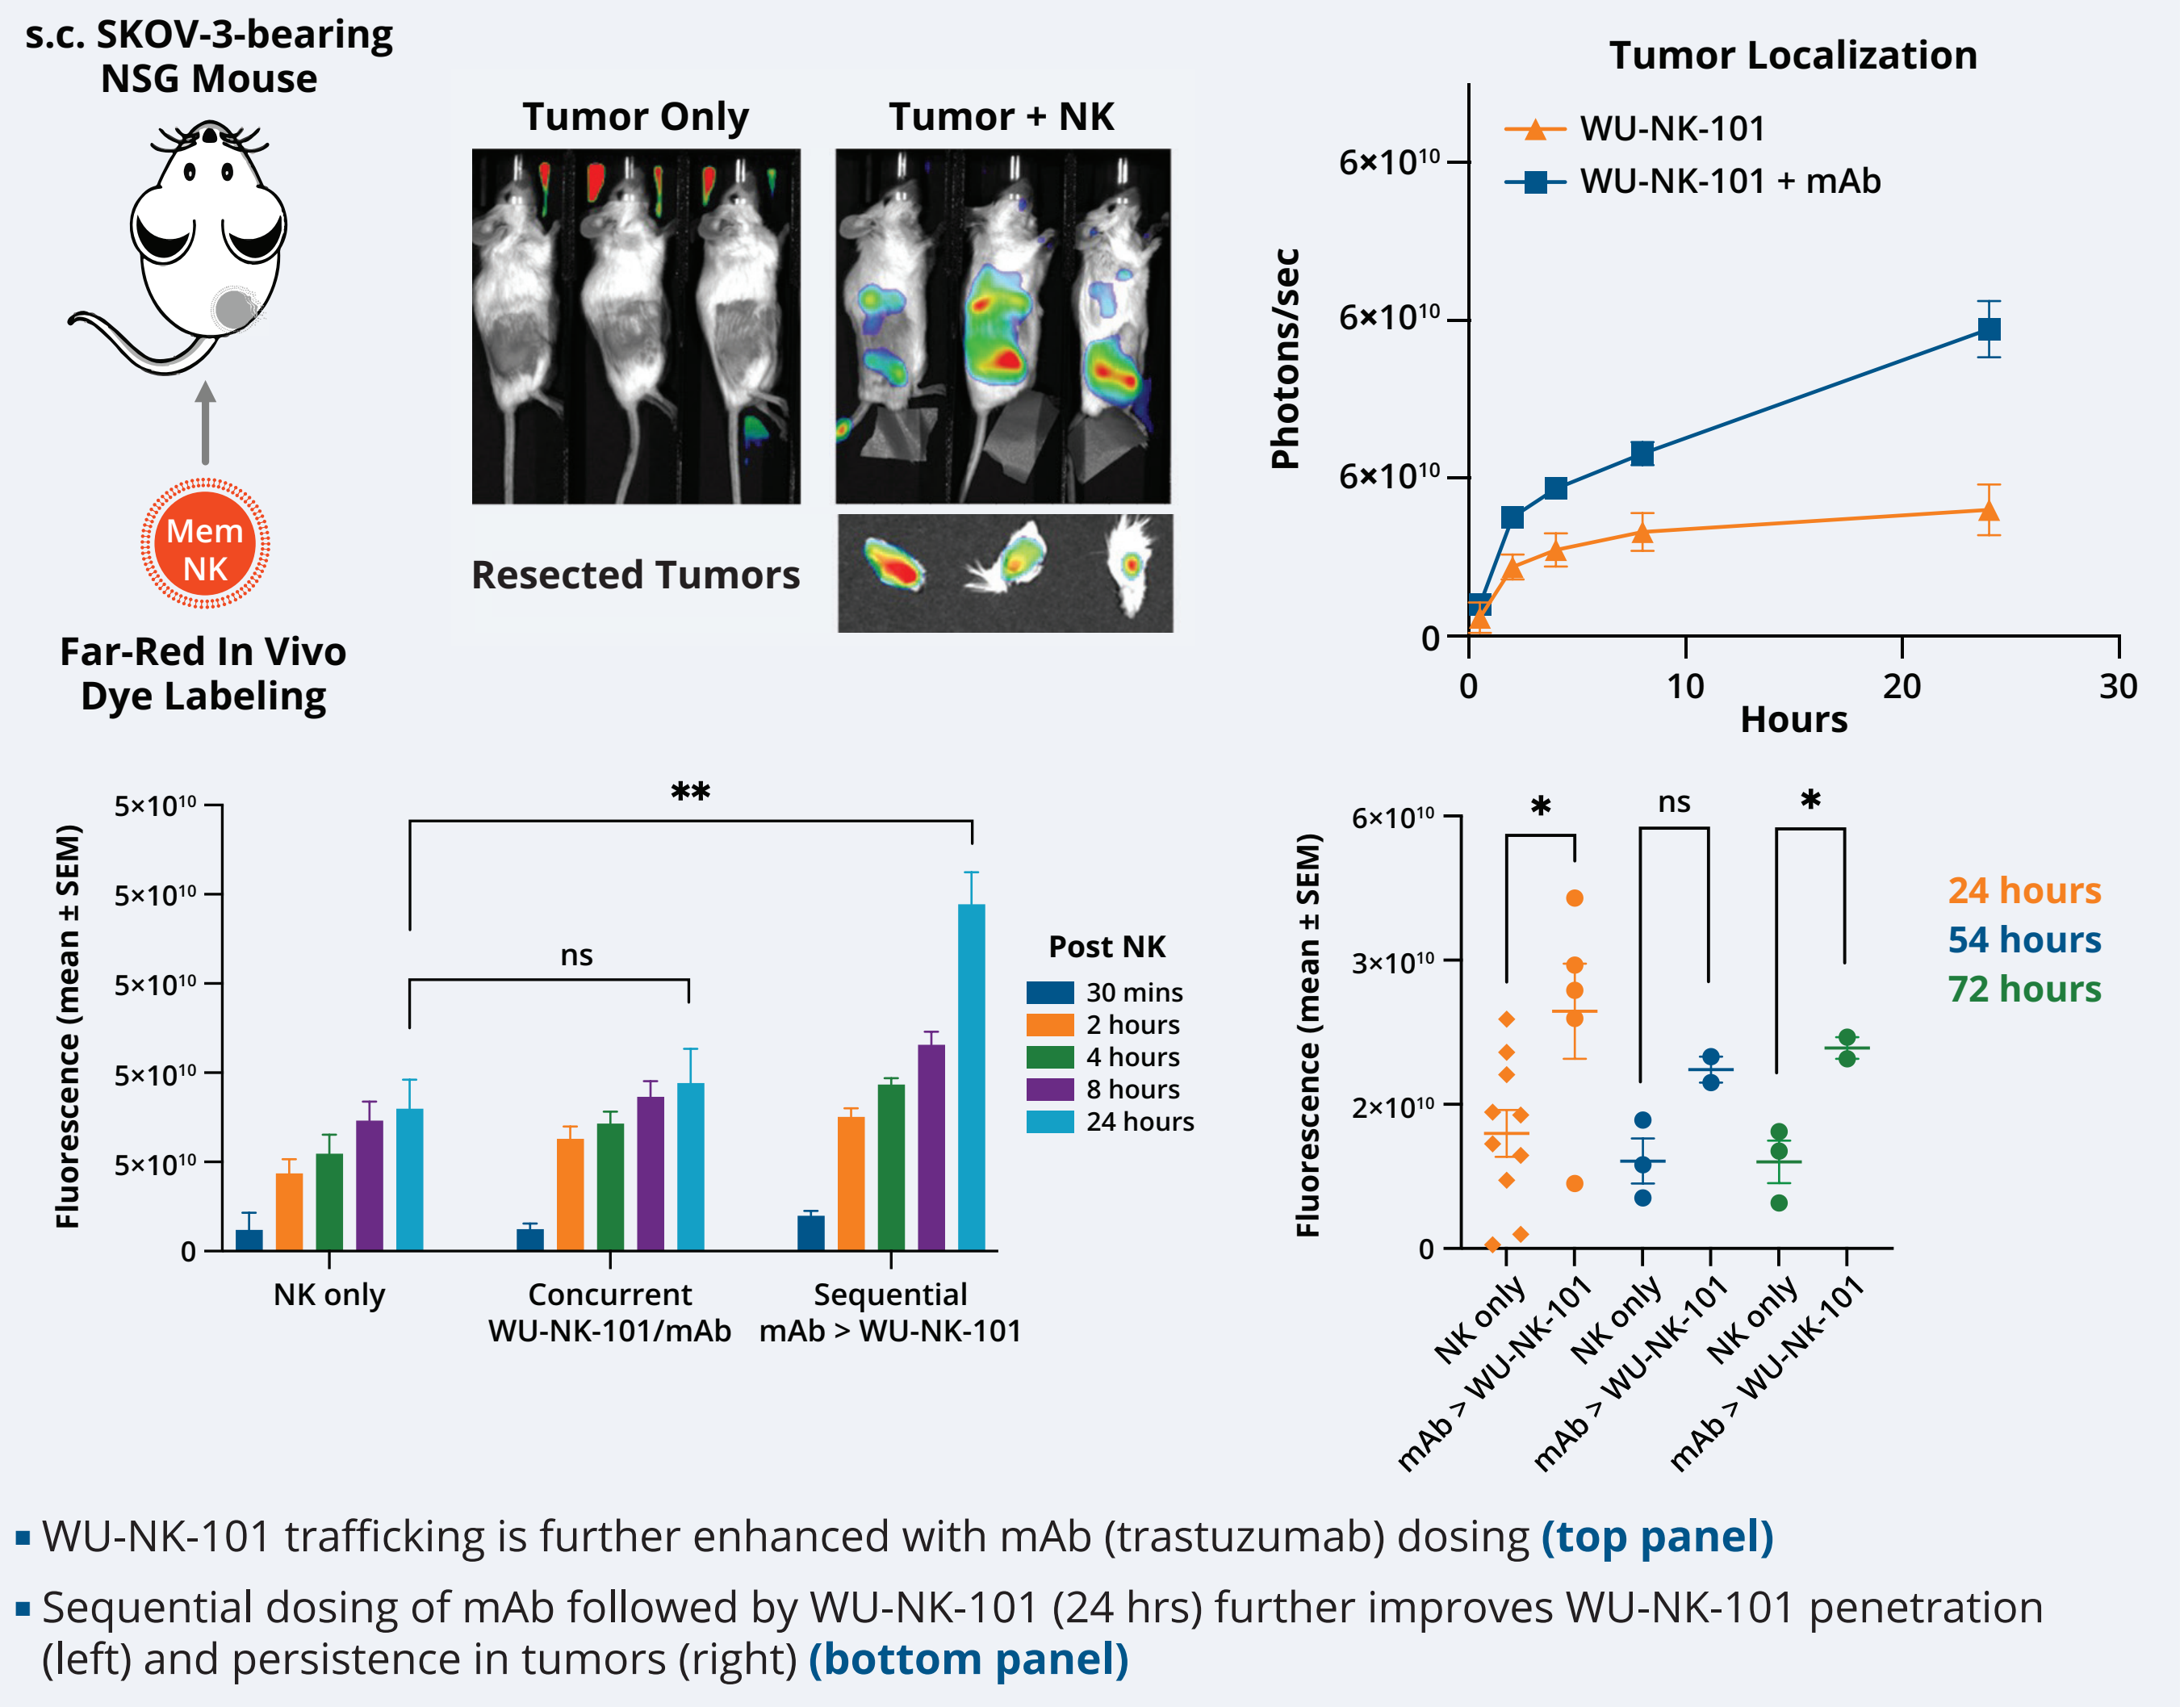 s.c. SKOV-3-bearing
NSG Mouse
Mem
NK
Far-Red In Vivo
Dye Labeling
Tumor Only
Tumor + NK
Resected Tumors
Tumor Localization
WU-NK-101
WU-NK-101 + mAb
Photons/sec
6×10¹⁰
6×10¹⁰
6×10¹⁰
0
0 10 20 30
Hours
Fluorescence (mean ± SEM)
5×10¹⁰
5×10¹⁰
5×10¹⁰
5×10¹⁰
5×10¹⁰
0
**
ns
NK only
Concurrent
WU-NK-101/mAb
Sequential
mAb > WU-NK-101
Post NK
30 mins
2 hours
4 hours
8 hours
24 hours
Fluorescence (mean ± SEM)
6×10¹⁰
3×10¹⁰
2×10¹⁰
0
*
ns
*
NK only
mAb > WU-NK-101
NK only
mAb > WU-NK-101
NK only
mAb > WU-NK-101
24 hours
54 hours
72 hours
▪ WU-NK-101 trafficking is further enhanced with mAb (trastuzumab) dosing (top panel)
▪ Sequential dosing of mAb followed by WU-NK-101 (24 hrs) further improves WU-NK-101 penetration
(left) and persistence in tumors (right) (bottom panel)